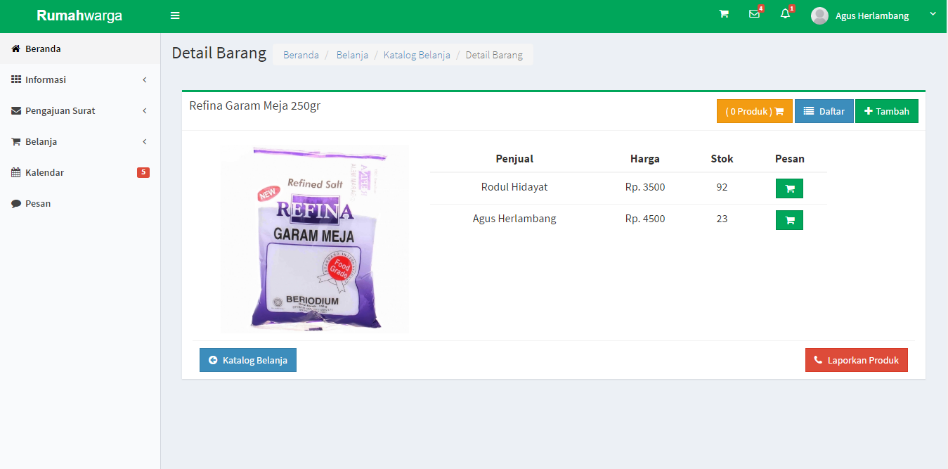 Rumahwarga
4
1
Agus Herlambang
Beranda
Informasi
Pengajuan Surat
Belanja
Kalendar
5
Pesan
Detail Barang
Beranda / Belanja / Katalog Belanja / Detail Barang
Refina Garam Meja 250gr
( 0 Produk )
Daftar
Tambah
Refined Salt
NEW
REFINA
GARAM MEJA
Food
Grade
BERIODIUM
Penjual Harga Stok Pesan
Rodul Hidayat Rp. 3500 92
Agus Herlambang Rp. 4500 23
Katalog Belanja
Laporkan Produk